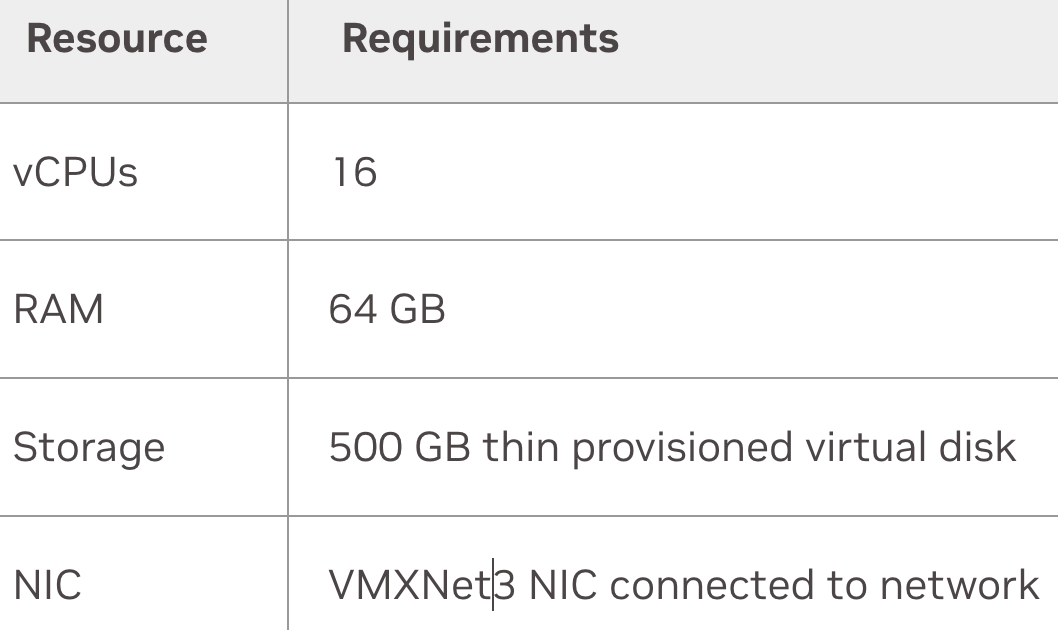 Resource Requirements
vCPUs 16
RAM 64 GB
Storage 500 GB thin provisioned virtual disk
NIC VMXNet3 NIC connected to network